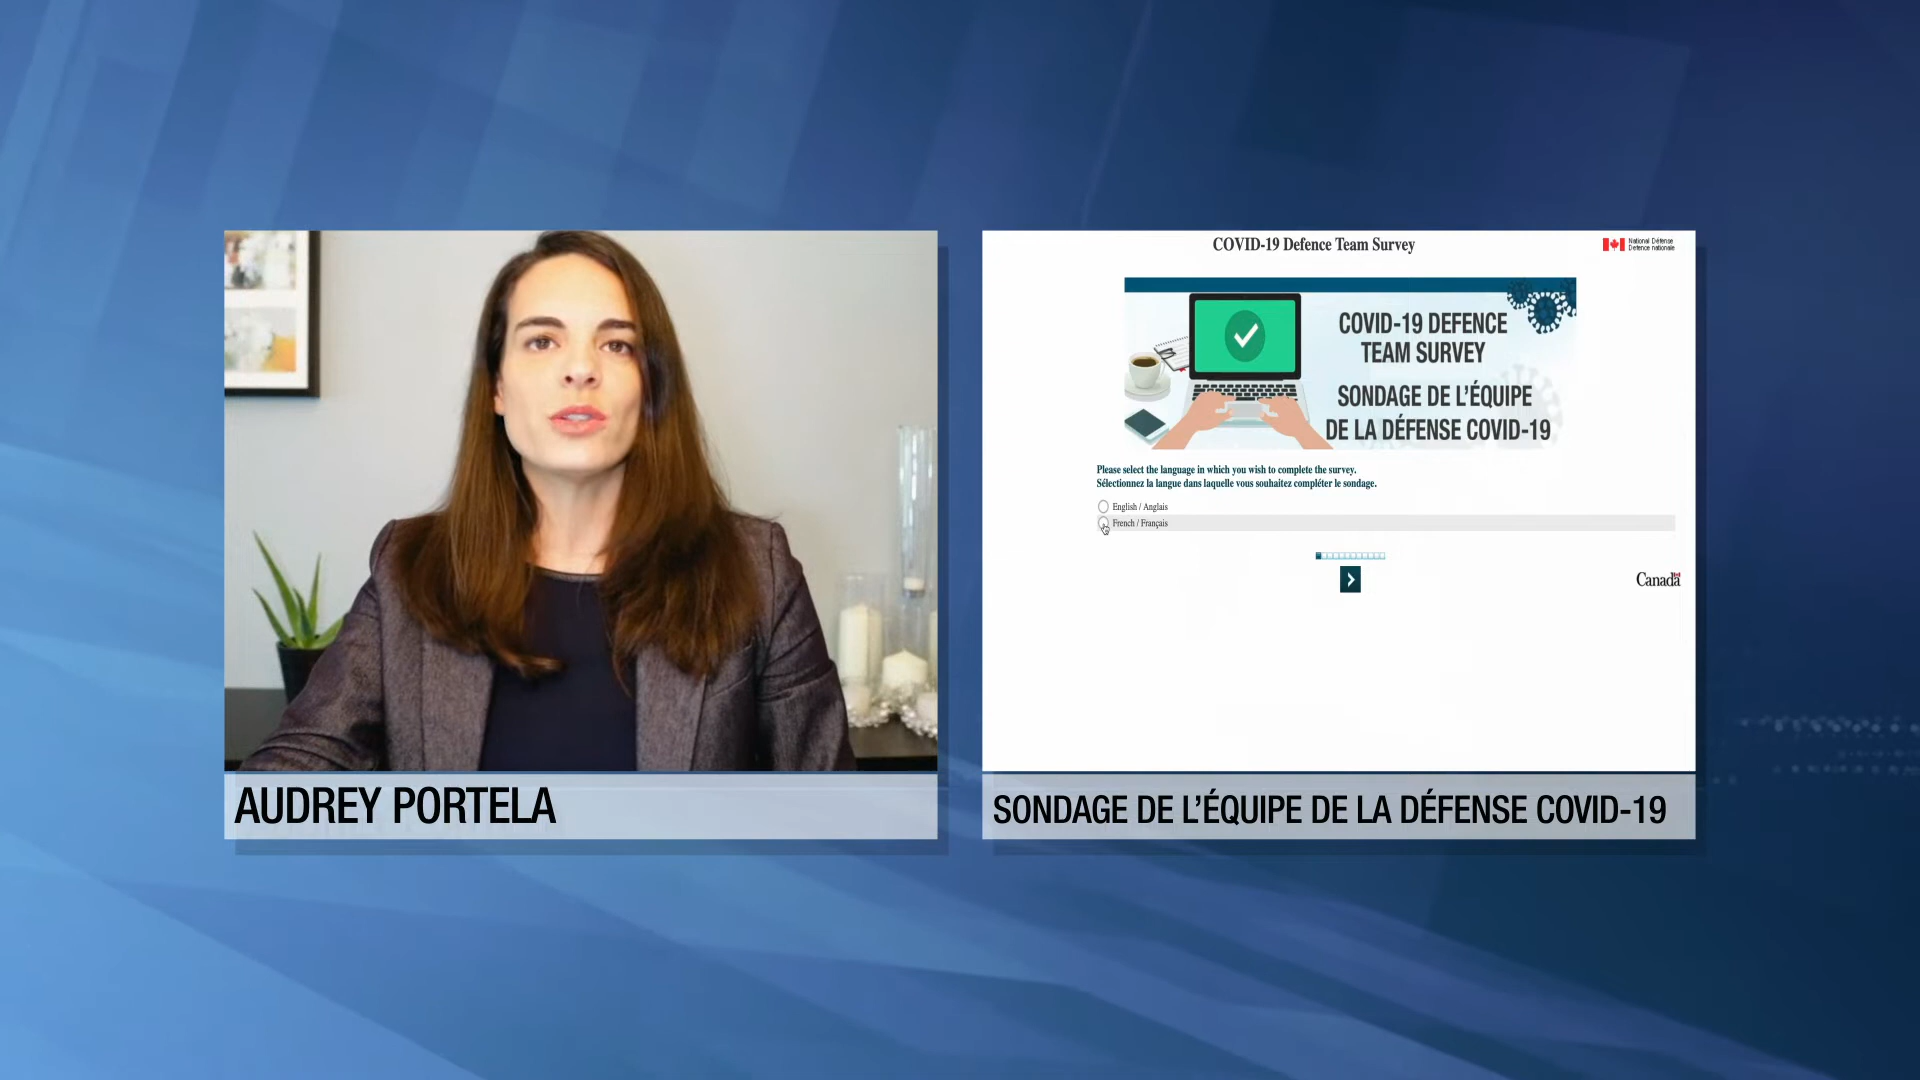 COVID-19 Defence Team Survey
National Défense
Defence nationale
COVID-19 DEFENCE
TEAM SURVEY
SONDAGE DE L'ÉQUIPE
DE LA DÉFENSE COVID-19
Please select the language in which you wish to complete the survey.
Sélectionnez la langue dans laquelle vous souhaitez compléter le sondage.
English / Anglais
French / Français
Canada
AUDREY PORTELA
SONDAGE DE L'ÉQUIPE DE LA DÉFENSE COVID-19